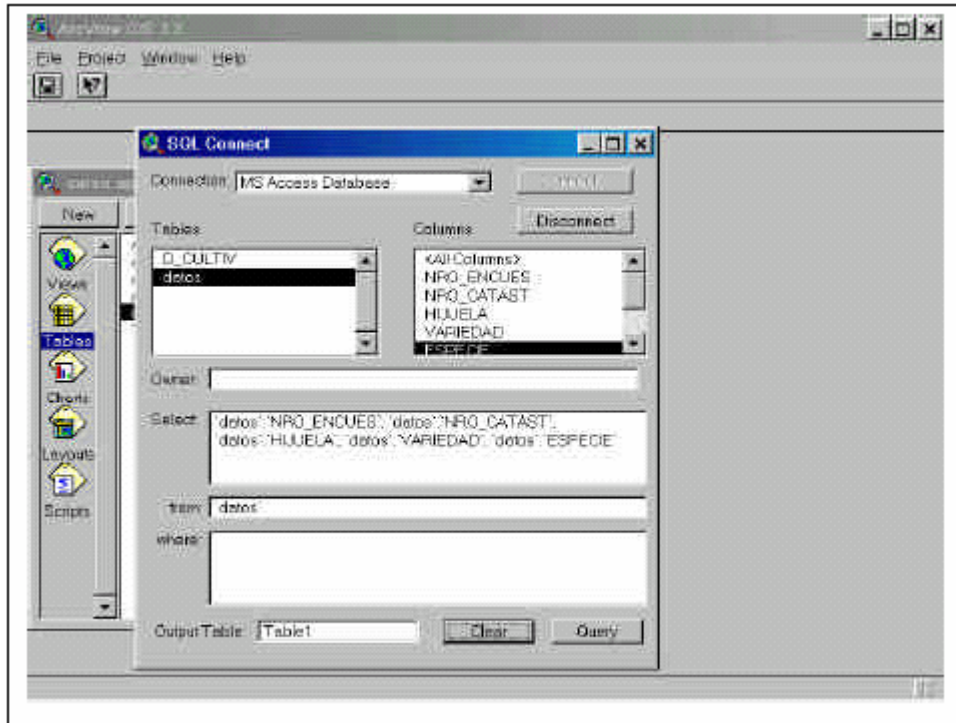 File Project Window Help
SQL Connect
Connection: MS Access Database
New
Disconnect
Tables
Columns
D_CULTIV
datos
<All Columns>
NRO_ENCUES
NRO_CATAST
HIJUELA
VARIEDAD
ESPECIE
Views
Tables
Charts
Layouts
Scripts
Owner:
Select: 'datos'.'NRO_ENCUES', 'datos'.'NRO_CATAST',
'datos'.'HIJUELA', 'datos'.'VARIEDAD', 'datos'.'ESPECIE'
from: 'datos'
where:
Output Table: Table1
Clear
Query